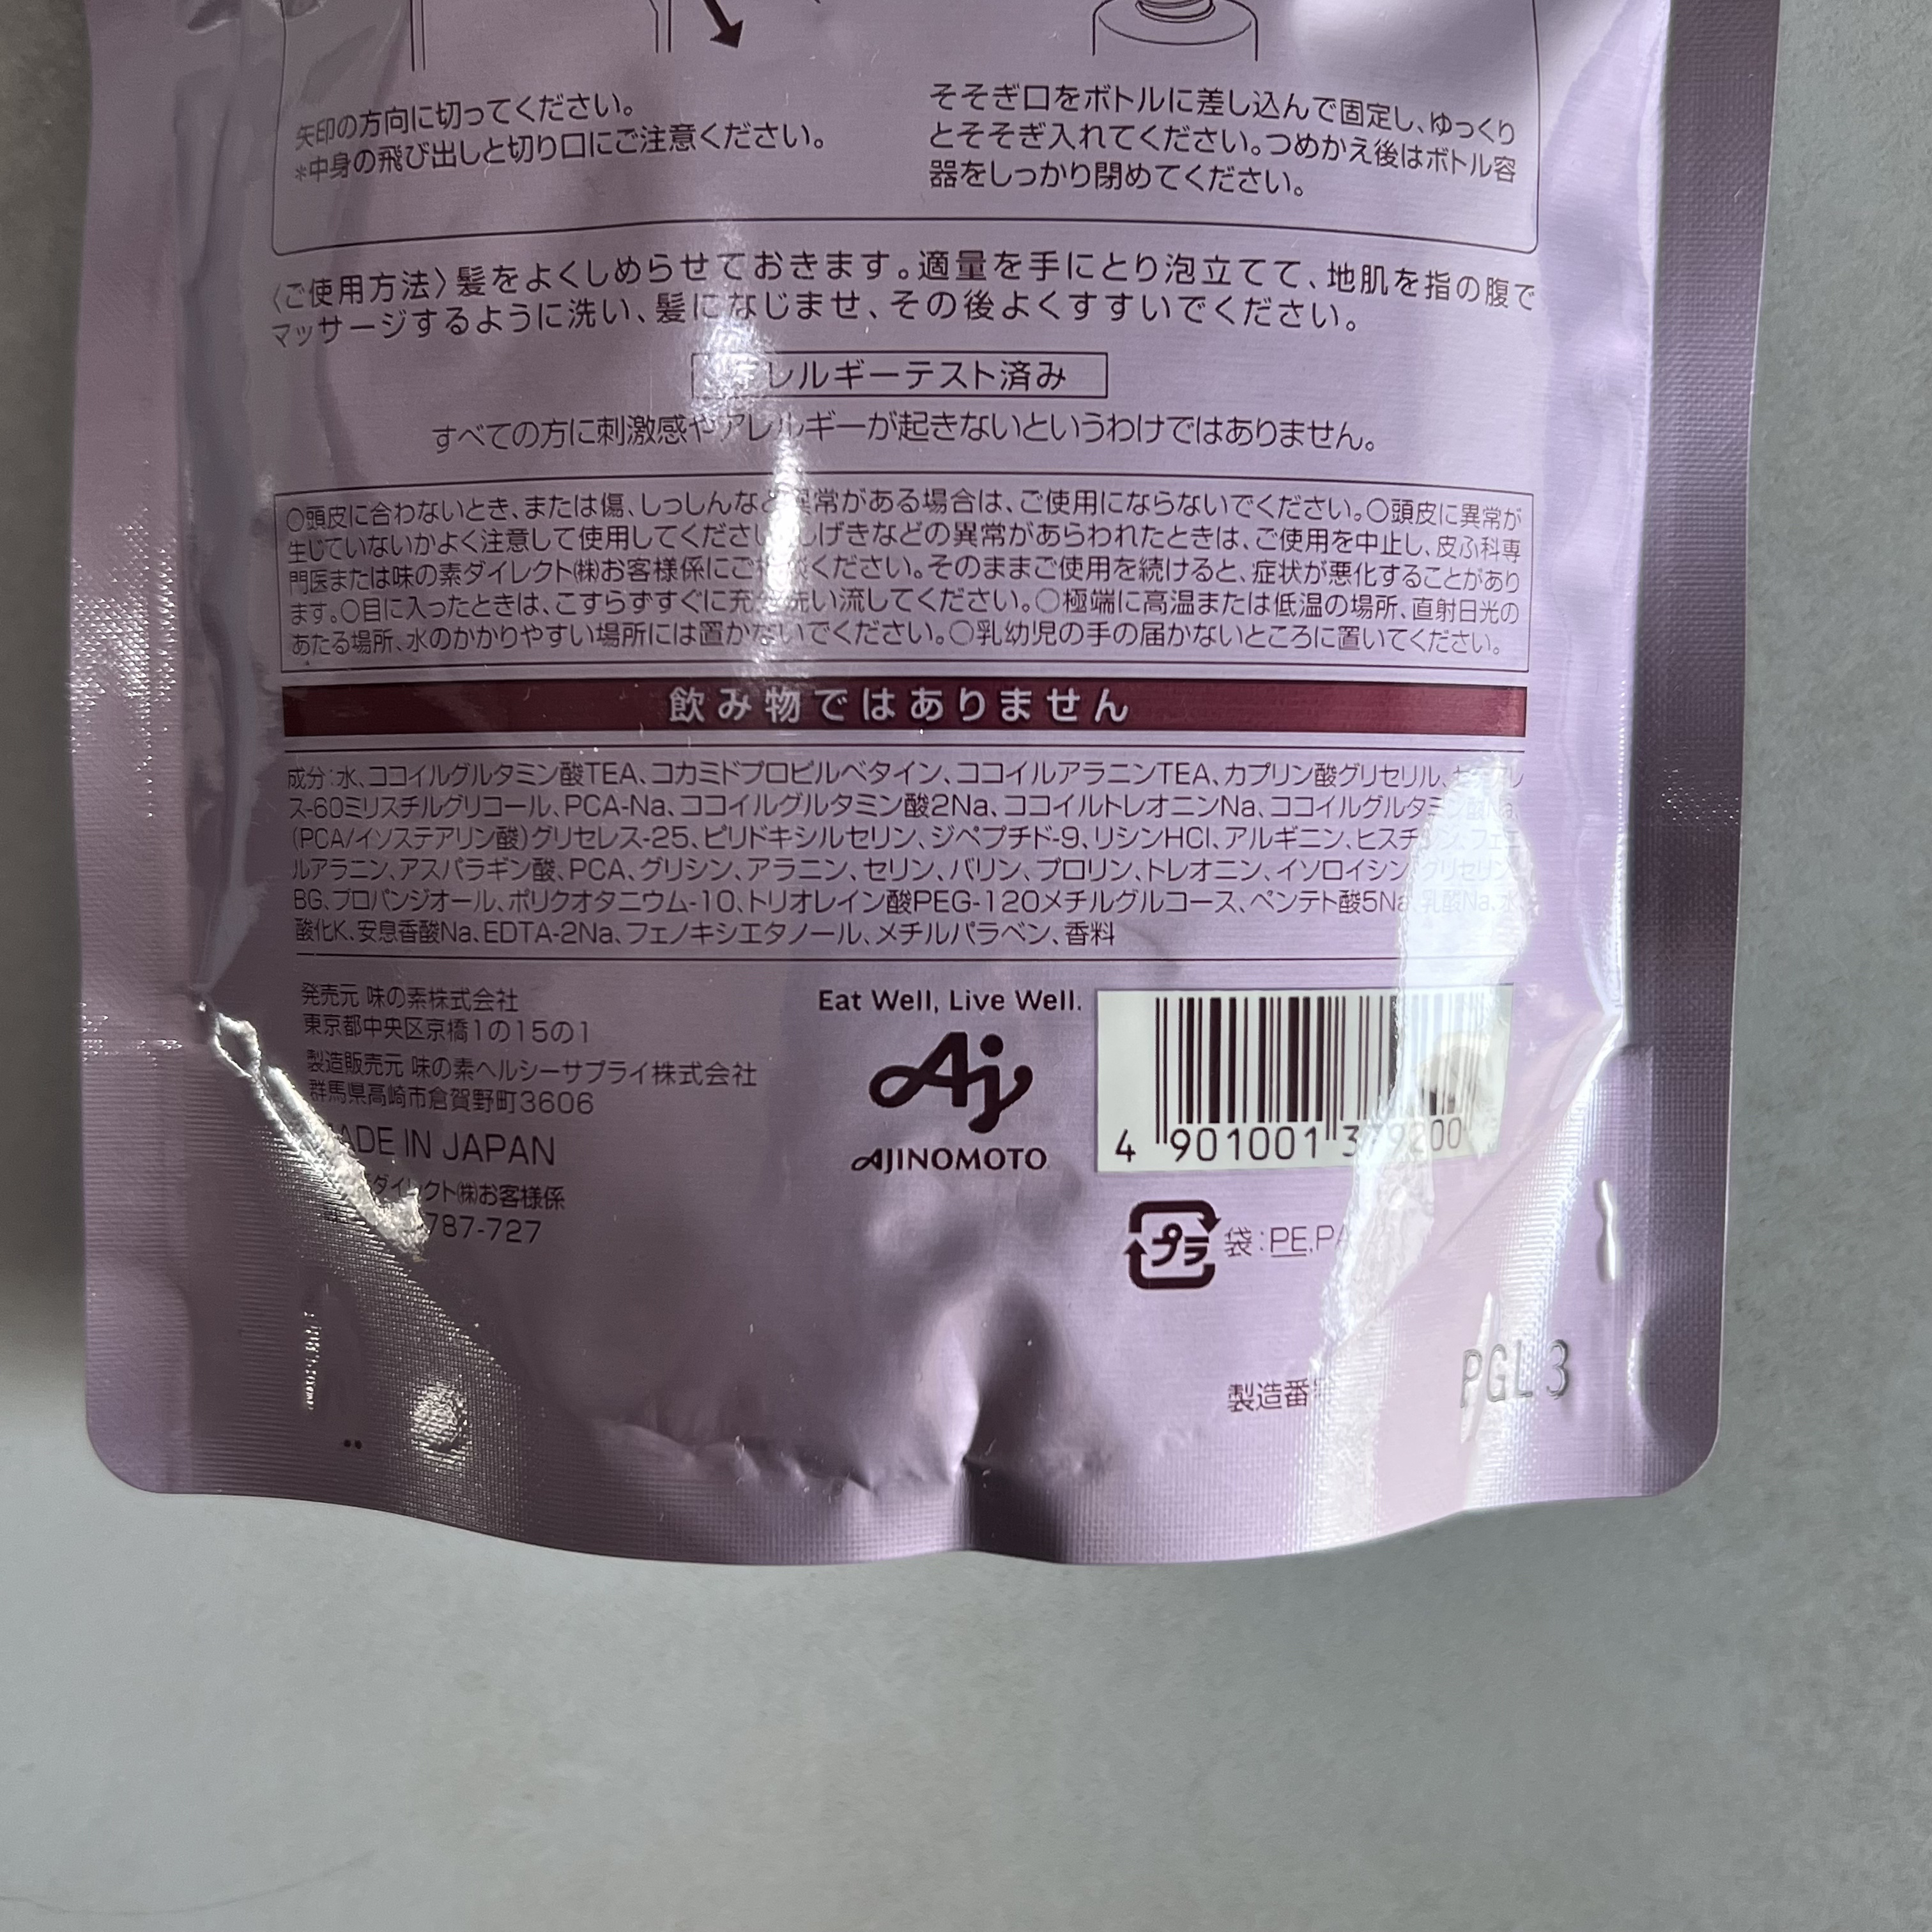 矢印の方向に切ってください。
*中身の飛び出しと切り口にご注意ください。
そそぎ口をボトルに差し込んで固定し、ゆっくり
とそそぎ入れてください。つめかえ後はボトル容
器をしっかり閉めてください。
〈ご使用方法〉髪をよくしめらせておきます。適量を手にとり泡立てて、地肌を指の腹で
マッサージするように洗い、髪になじませ、その後よくすすいでください。
アレルギーテスト済み
すべての方に刺激感やアレルギーが起きないというわけではありません。
○頭皮に合わないとき、または傷、しっしんなど異常がある場合は、ご使用にならないでください。○頭皮に異常が
生じていないかよく注意して使用してください。しげきなどの異常があらわれたときは、ご使用を中止し、皮ふ科専
門医または味の素ダイレクト㈱お客様係にご相談ください。そのままご使用を続けると、症状が悪化することがあり
ます。○目に入ったときは、こすらずすぐに充分洗い流してください。○極端に高温または低温の場所、直射日光の
あたる場所、水のかかりやすい場所には置かないでください。○乳幼児の手の届かないところに置いてください。
飲み物ではありません
成分:水、ココイルグルタミン酸TEA、コカミドプロピルベタイン、ココイルアラニンTEA、カプリン酸グリセリル、
ス-60ミリスチルグリコール、PCA-Na、ココイルグルタミン酸2Na、ココイルトレオニンNa、ココイルグルタミン酸Na、
(PCA/イソステアリン酸)グリセレス-25、ピリドキシルセリン、ジペプチド-9、リシンHCl、アルギニン、ヒスチジン、フェニ
ルアラニン、アスパラギン酸、PCA、グリシン、アラニン、セリン、バリン、プロリン、トレオニン、イソロイシン、グリセリン、
BG、プロパンジオール、ポリクオタニウム-10、トリオレイン酸PEG-120メチルグルコース、ペンテト酸5Na、乳酸Na、水
酸化K、安息香酸Na、EDTA-2Na、フェノキシエタノール、メチルパラベン、香料
発売元 味の素株式会社
東京都中央区京橋1の15の1
製造販売元 味の素ヘルシーサプライ株式会社
群馬県高崎市倉賀野町3606
MADE IN JAPAN
ダイレクト㈱お客様係
787-727
Eat Well, Live Well.
Aj
AJINOMOTO
4 901001 3 9200
プラ
袋:PE,PA
製造番
PGL3